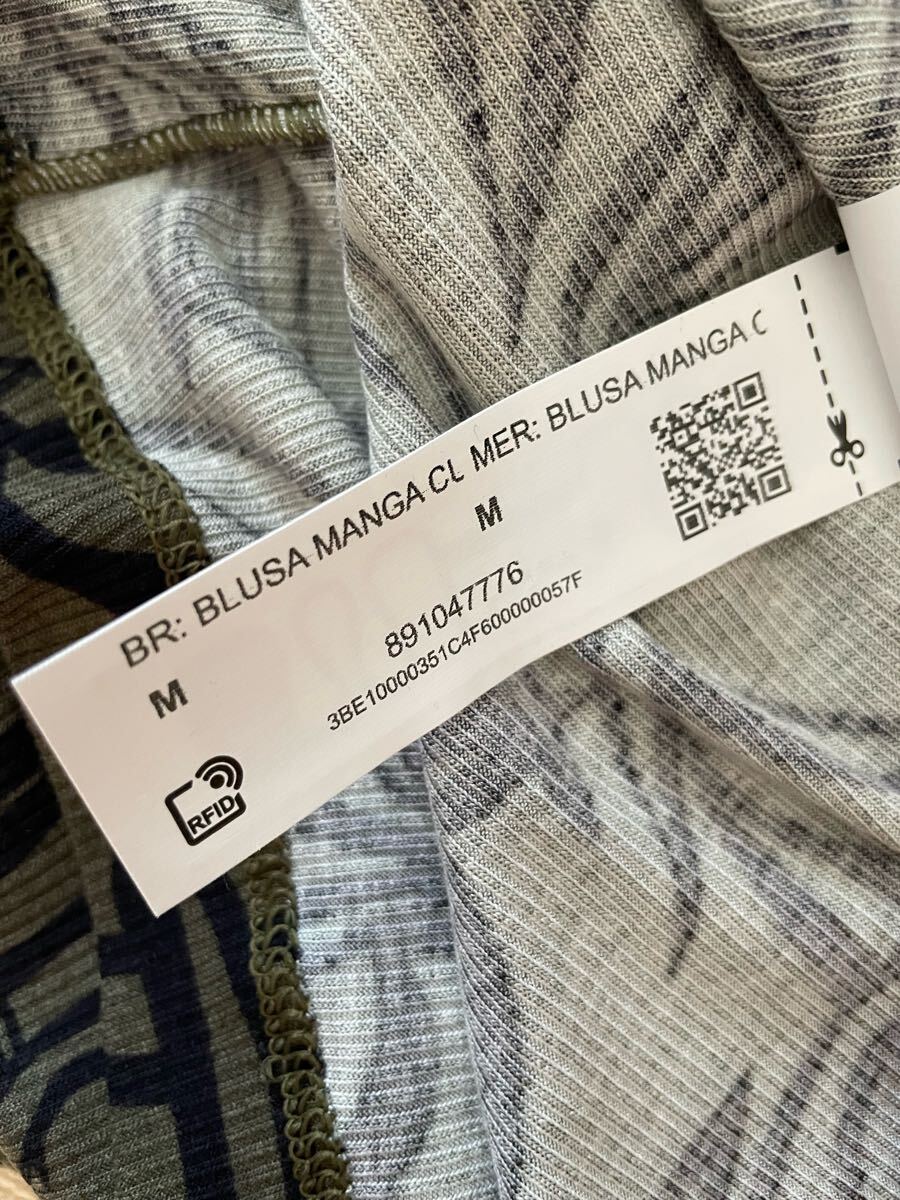 BR: BLUSA MANGA CL MER: BLUSA MANGA C
M M
891047776
3BE10000351C4F600000057F
RFID